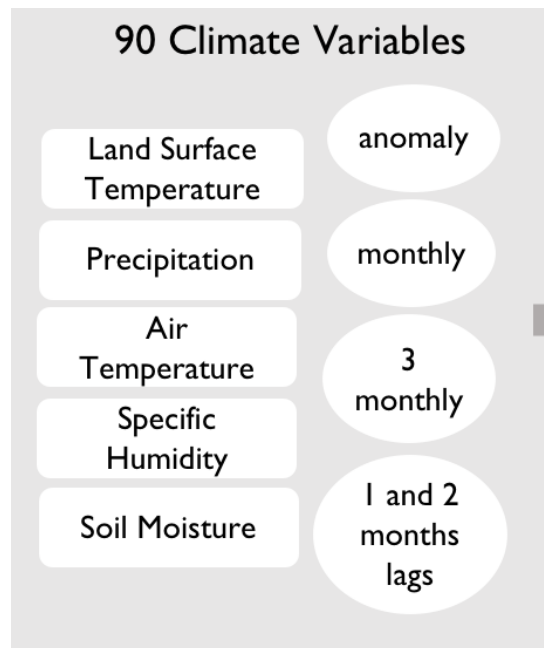 90 Climate Variables
Land Surface
Temperature
Precipitation
Air
Temperature
Specific
Humidity
Soil Moisture
anomaly
monthly
3
monthly
1 and 2
months
lags